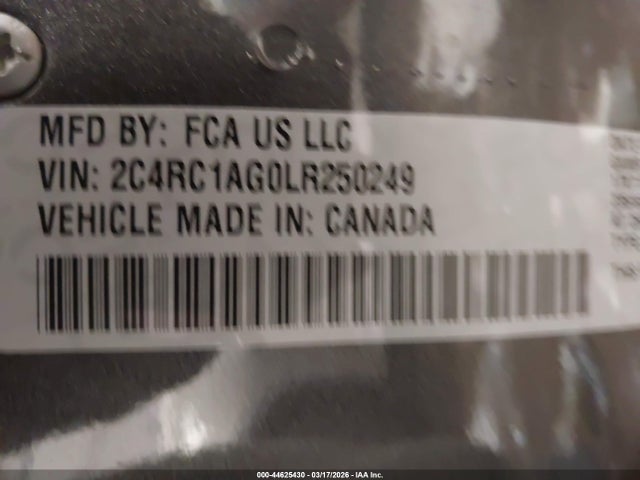 MFD BY: FCA US LLC
VIN: 2C4RC1AG0LR250249
VEHICLE MADE IN: CANADA
000-44625430 - 03/17/2026 - IAA Inc.